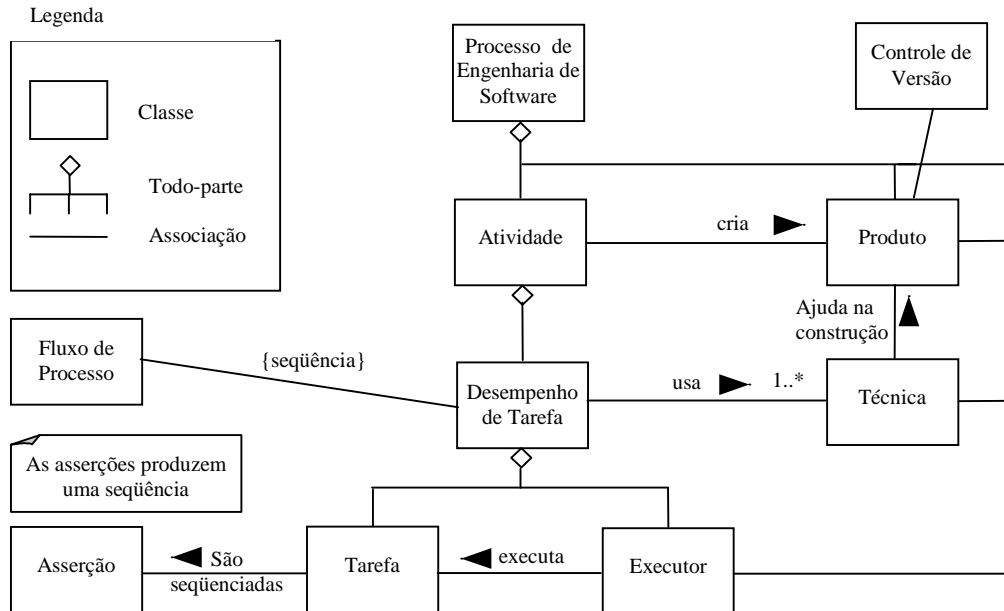 Legenda
Classe
Todo-parte
Associação
Processo de
Engenharia de
Software
Controle de
Versão
Atividade
cria
Produto
Ajuda na
construção
Fluxo de
Processo
{seqüência}
Desempenho
de Tarefa
usa
1..*
Técnica
As asserções produzem
uma seqüência
Asserção
São
seqüenciadas
Tarefa
executa
Executor